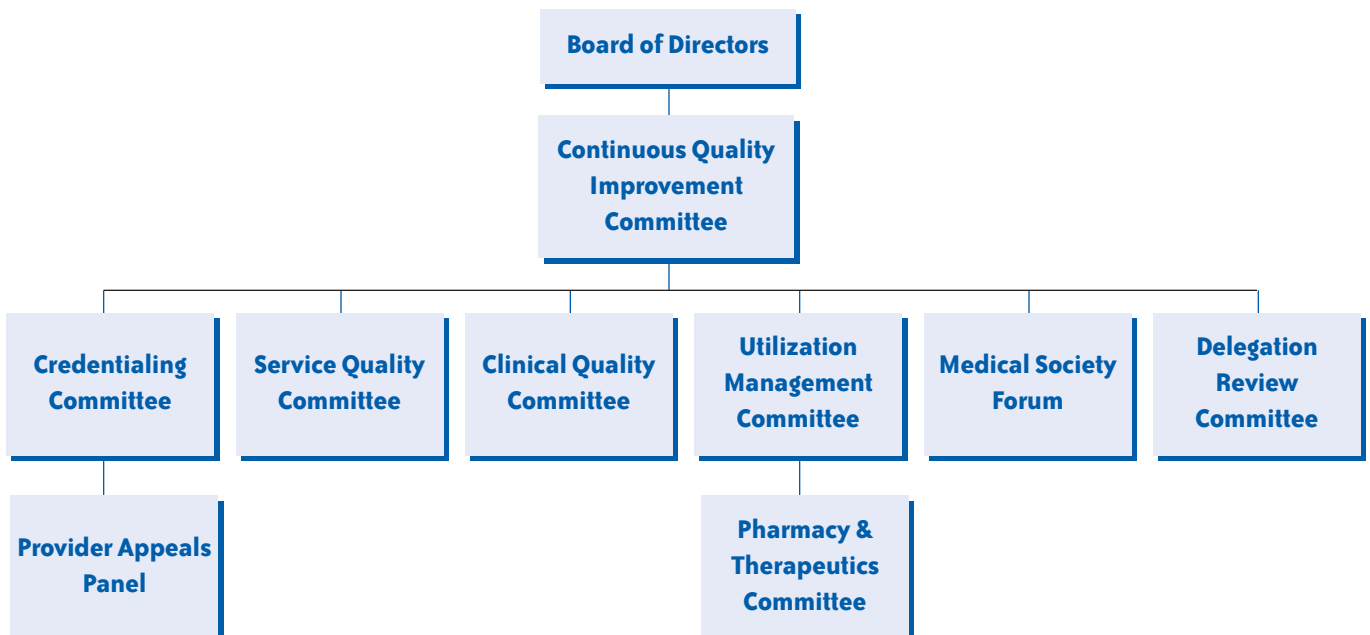 Board of Directors
Continuous Quality
Improvement
Committee
Credentialing
Committee
Service Quality
Committee
Clinical Quality
Committee
Utilization
Management
Committee
Medical Society
Forum
Delegation
Review
Committee
Provider Appeals
Panel
Pharmacy &
Therapeutics
Committee